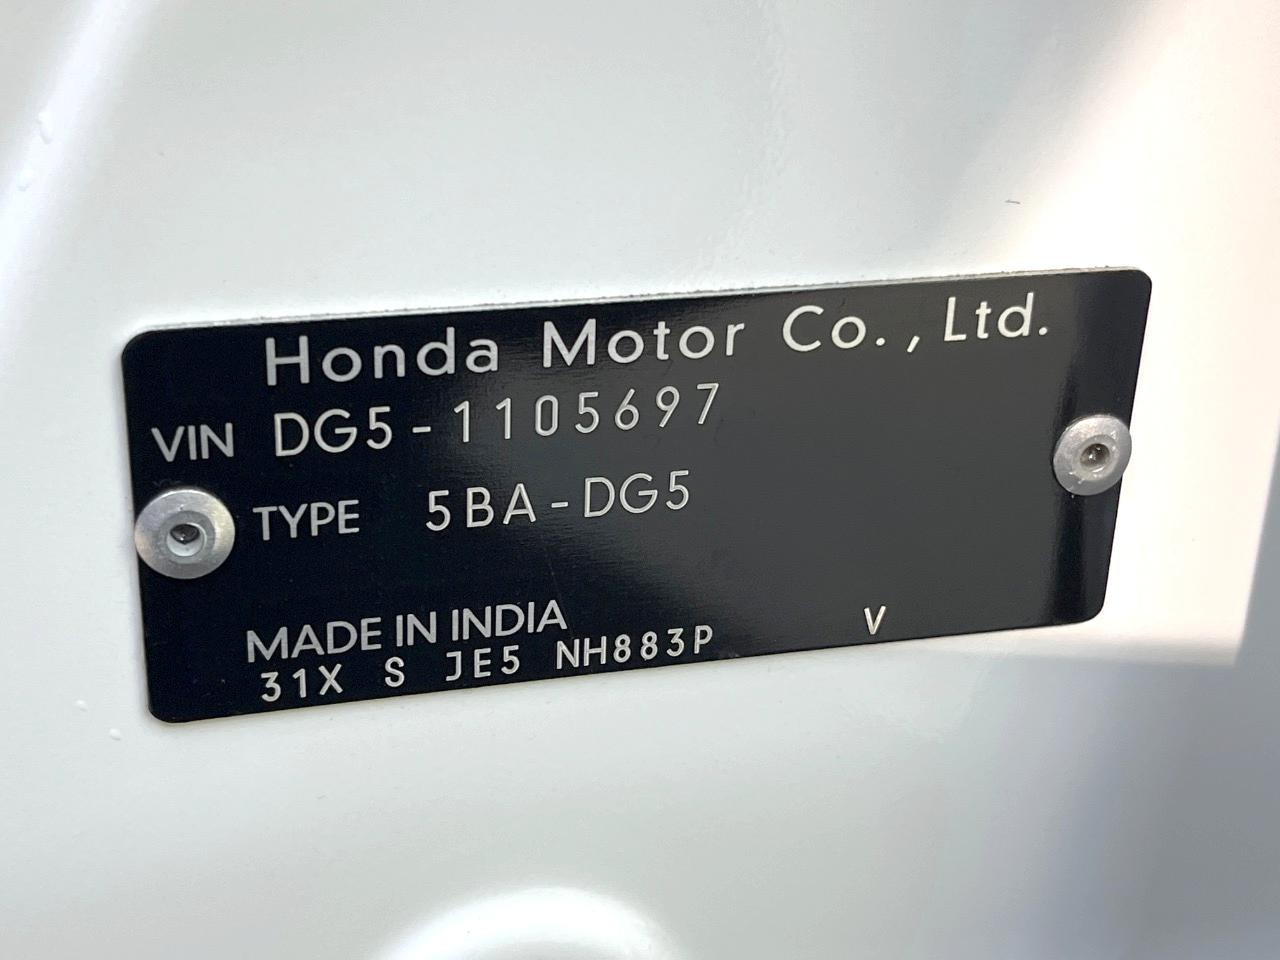 Honda Motor Co., Ltd.
VIN DG5-1105697
TYPE 5BA-DG5
MADE IN INDIA
31X S JE5 NH883P V